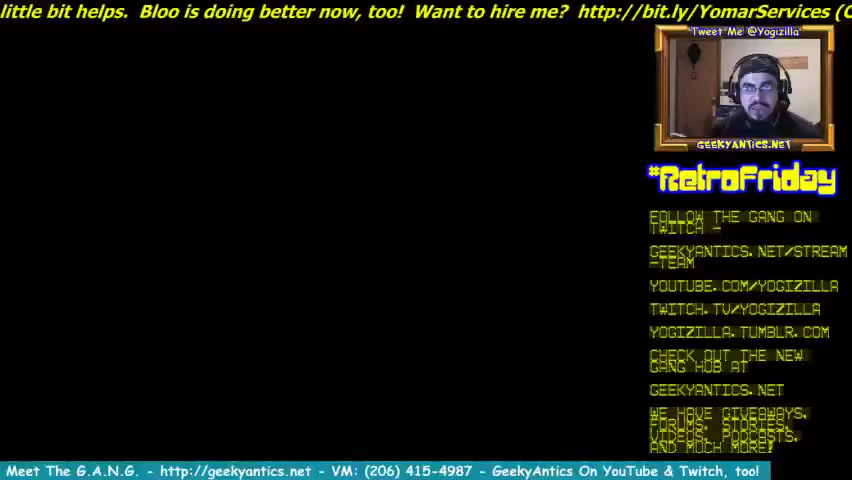 little bit helps.  Bloo is doing better now, too!  Want to hire me?  http://bit.ly/YomarServices (C
Tweet Me @Yogizilla
GEEKYANTICS.NET
#RetroFriday
FOLLOW THE GANG ON
TWITCH -
GEEKYANTICS.NET/STREAM
-TEAM
YOUTUBE.COM/YOGIZILLA
TWITCH.TV/YOGIZILLA
YOGIZILLA.TUMBLR.COM
CHECK OUT THE NEW
GANG HUB AT
GEEKYANTICS.NET
WE HAVE GIVEAWAYS,
FORUMS, STORIES,
VIDEOS, PODCASTS,
AND MUCH MORE!
Meet The G.A.N.G. - http://geekyantics.net - VM: (206) 415-4987 - GeekyAntics On YouTube & Twitch, too!